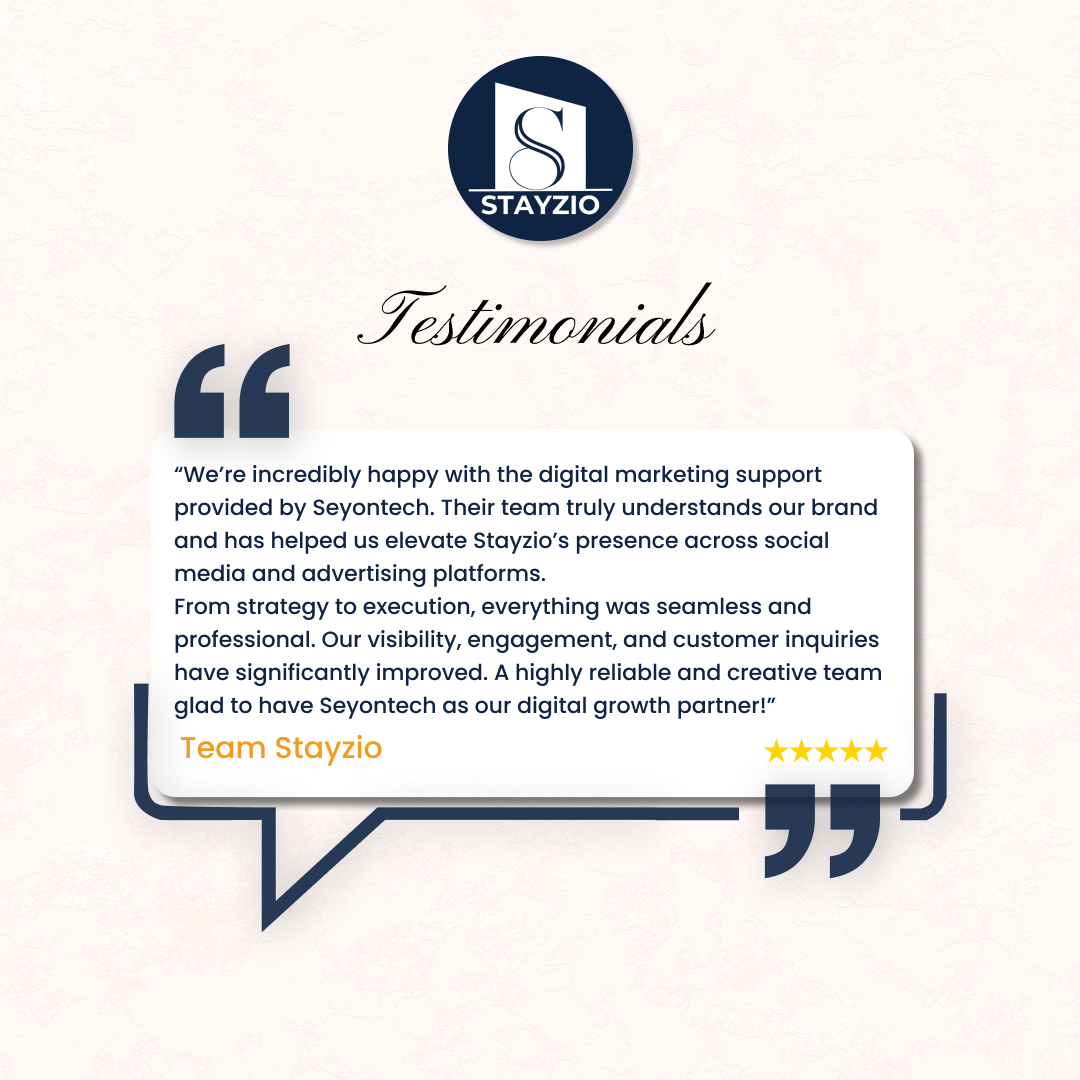 S
STAYZIO
Testimonials
“We’re incredibly happy with the digital marketing support
provided by Seyontech. Their team truly understands our brand
and has helped us elevate Stayzio’s presence across social
media and advertising platforms.
From strategy to execution, everything was seamless and
professional. Our visibility, engagement, and customer inquiries
have significantly improved. A highly reliable and creative team
glad to have Seyontech as our digital growth partner!”
Team Stayzio